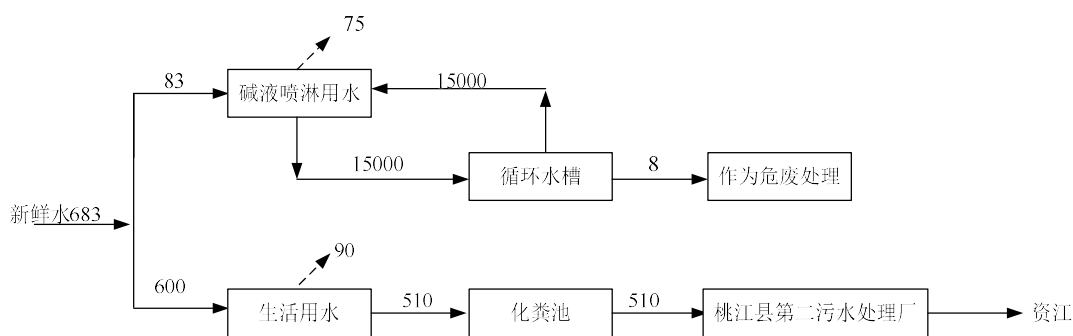 75
83
碱液喷淋用水
15000
15000
循环水槽
8
作为危废处理
新鲜水683
90
600
生活用水
510
化粪池
510
桃江县第二污水处理厂
资江